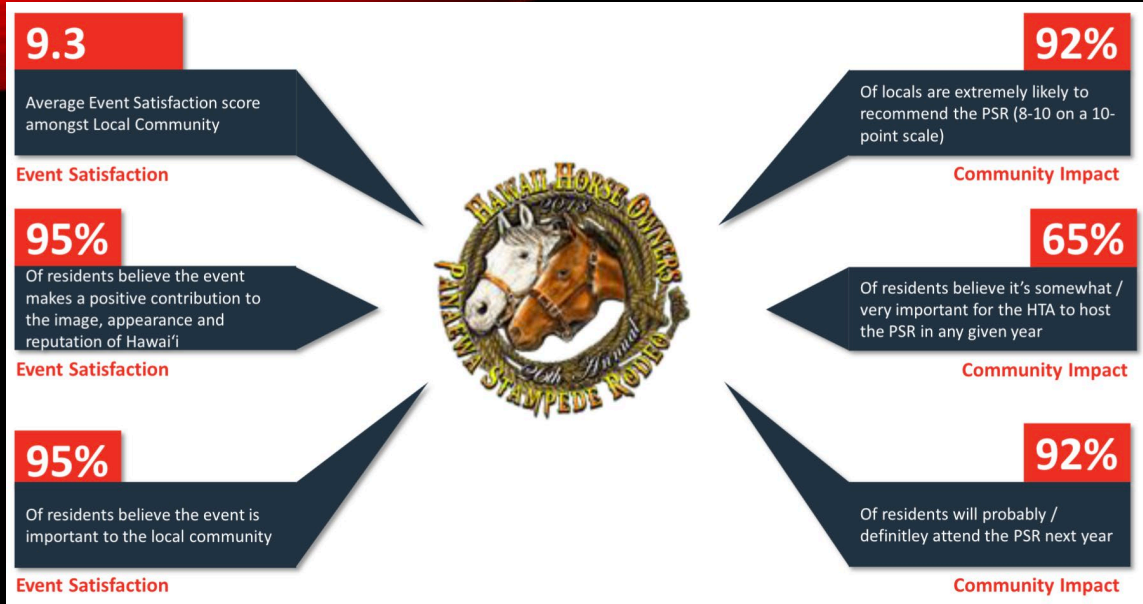 9.3
Average Event Satisfaction score
amongst Local Community
Event Satisfaction
95%
Of residents believe the event
makes a positive contribution to
the image, appearance and
reputation of Hawai‘i
Event Satisfaction
95%
Of residents believe the event is
important to the local community
Event Satisfaction
HAWAII HORSE OWNERS
2018
PANAEWA STAMPEDE RODEO
26th Annual
92%
Of locals are extremely likely to
recommend the PSR (8-10 on a 10-
point scale)
Community Impact
65%
Of residents believe it’s somewhat /
very important for the HTA to host
the PSR in any given year
Community Impact
92%
Of residents will probably /
definitley attend the PSR next year
Community Impact